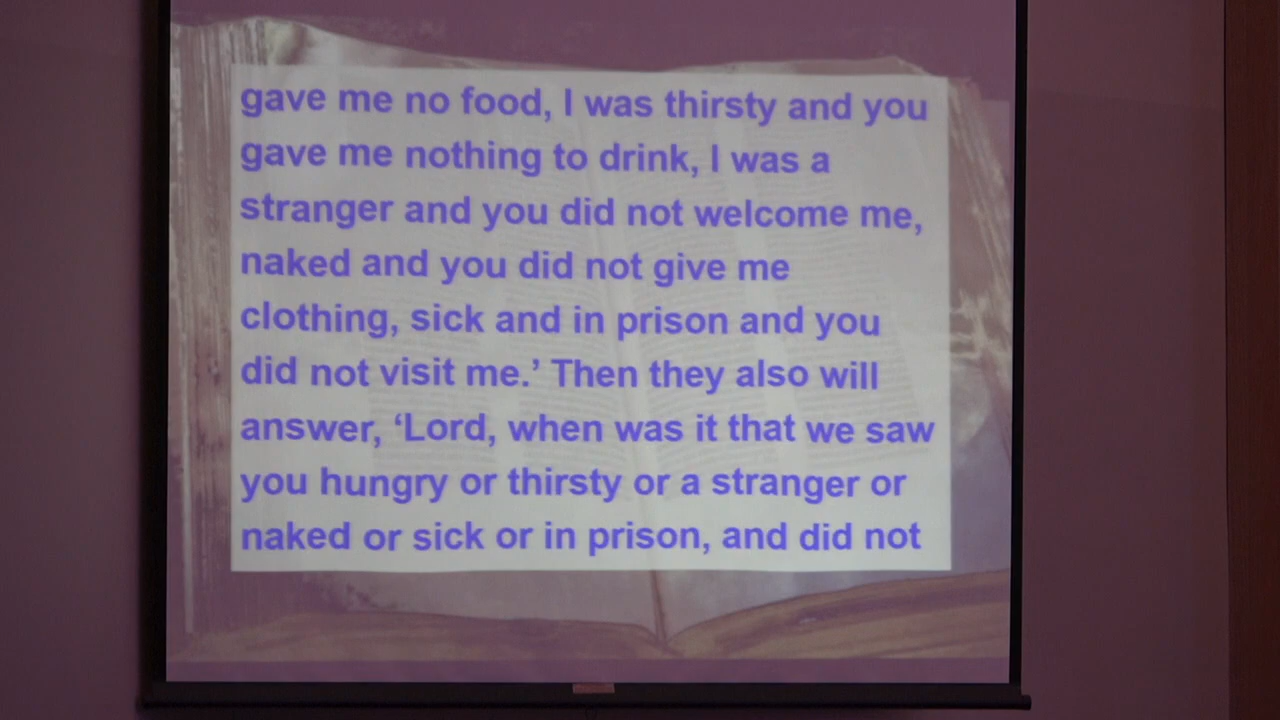 gave me no food, I was thirsty and you
gave me nothing to drink, I was a
stranger and you did not welcome me,
naked and you did not give me
clothing, sick and in prison and you
did not visit me.’ Then they also will
answer, ‘Lord, when was it that we saw
you hungry or thirsty or a stranger or
naked or sick or in prison, and did not